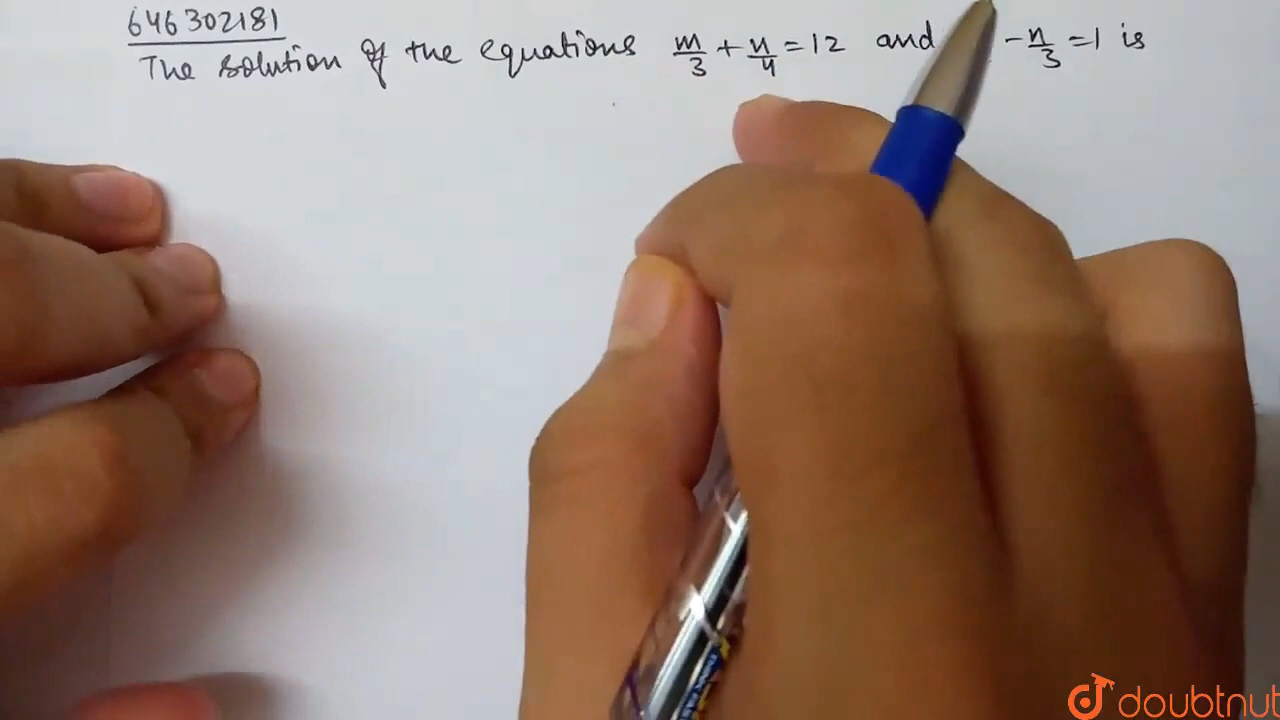 646302181
The solution of the equations m/3 + n/4 = 12 and - n/3 = 1 is
doubtnut